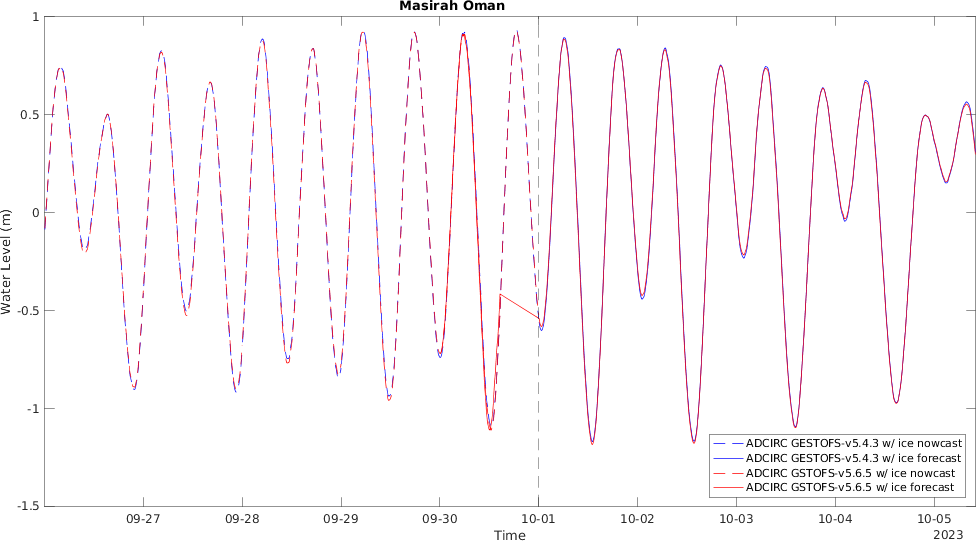 Masirah Oman
1
0.5
0
-0.5
-1
-1.5
Water Level (m)
ADCIRC GESTOFS-v5.4.3 w/ ice nowcast
ADCIRC GESTOFS-v5.4.3 w/ ice forecast
ADCIRC GSTOFS-v5.6.5 w/ ice nowcast
ADCIRC GSTOFS-v5.6.5 w/ ice forecast
09-27 09-28 09-29 09-30 10-01 10-02 10-03 10-04 10-05
Time
2023